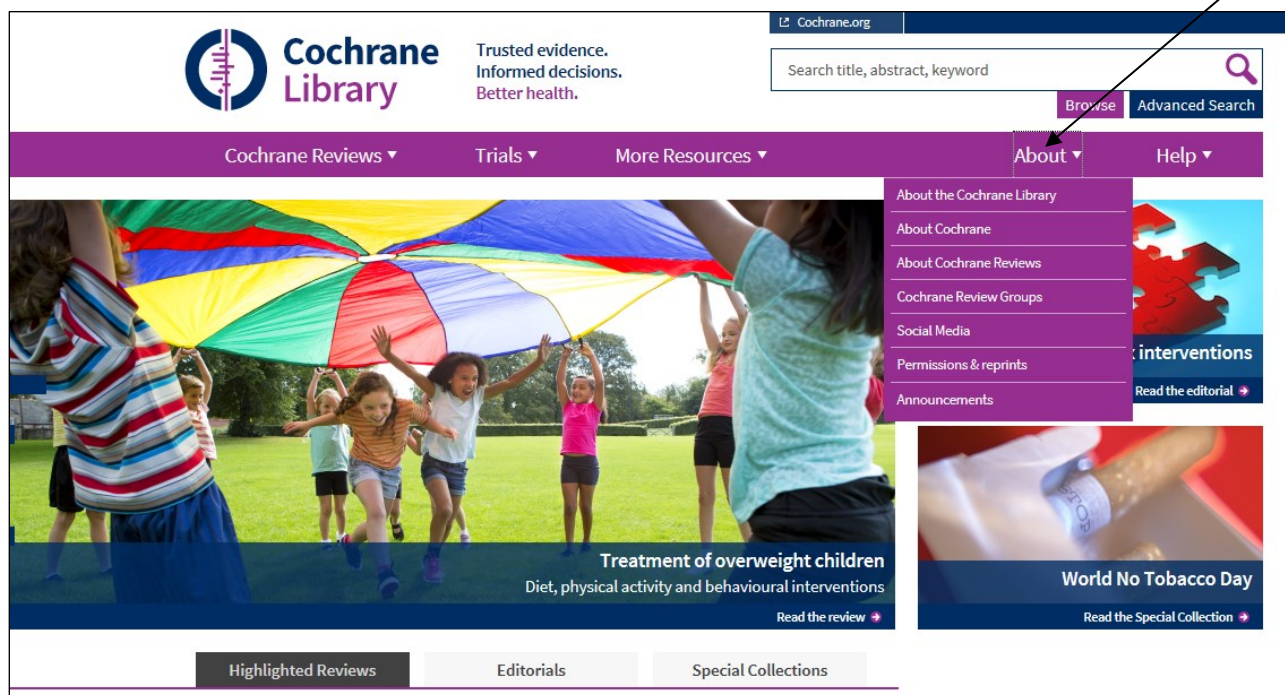 Cochrane.org
Cochrane
Library
Trusted evidence.
Informed decisions.
Better health.
Search title, abstract, keyword
Browse
Advanced Search
Cochrane Reviews
Trials
More Resources
About
Help
About the Cochrane Library
About Cochrane
About Cochrane Reviews
Cochrane Review Groups
Social Media
Permissions & reprints
Announcements
interventions
Read the editorial
Treatment of overweight children
Diet, physical activity and behavioural interventions
Read the review
STOP
World No Tobacco Day
Read the Special Collection
Highlighted Reviews
Editorials
Special Collections